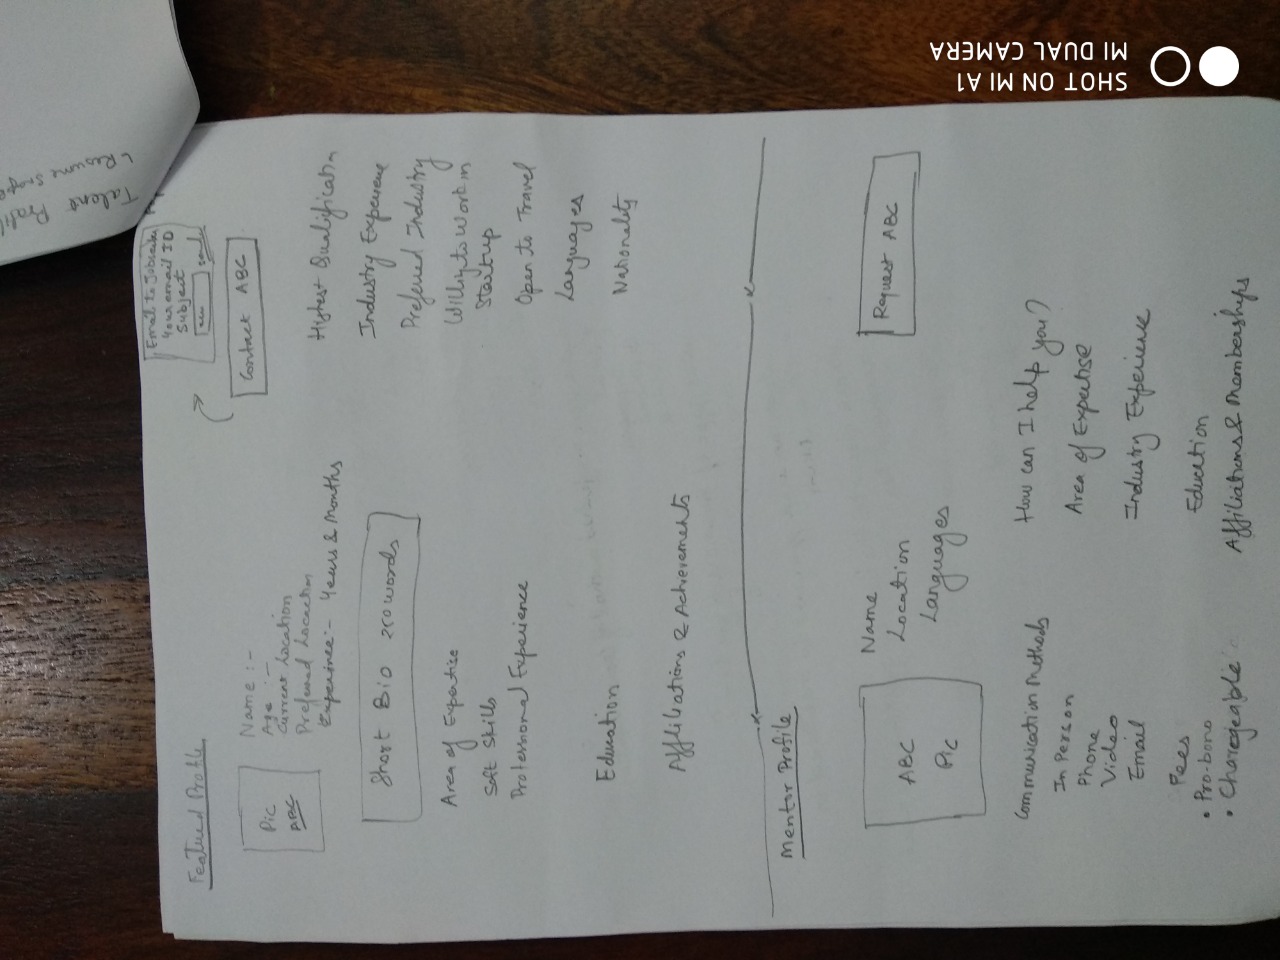 Featured Profile
Pic
ABC
Name :-
Age :-
Current Location
Preferred Location
Experience:- Years & Months
Email to Jobseeker
Your email ID
Subject
send
Contact ABC
Short Bio 250 words
Area of Expertise
Soft Skills
Professional Experience
Education
Affiliations & Achievements
Highest Qualification
Industry Experience
Preferred Industry
Willing to Work in
Startup
Open to Travel
Languages
Nationality
Mentor Profile
ABC
Pic
Name
Location
Languages
Request ABC
Communication Methods
In Person
Phone
Video
Email
Fees
• Pro-bono
• Chargeable
How can I help you?
Area of Expertise
Industry Experience
Education
Affiliations & Memberships
Resume
Talent
SHOT ON MI A1
MI DUAL CAMERA